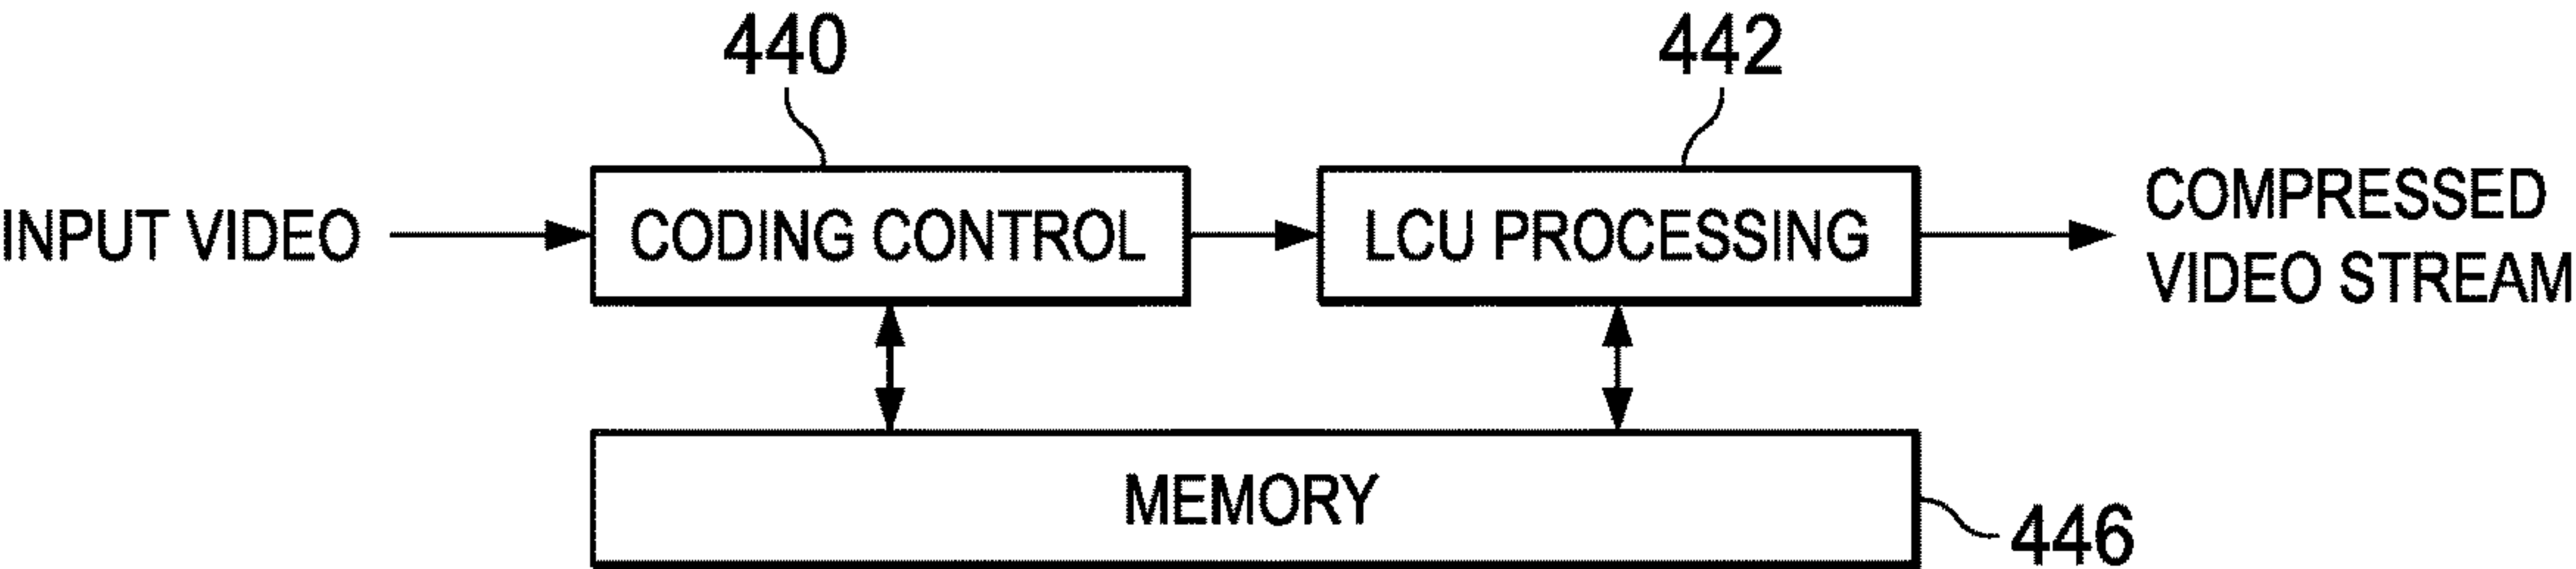 440
442
INPUT VIDEO
CODING CONTROL
LCU PROCESSING
COMPRESSED
VIDEO STREAM
MEMORY
446